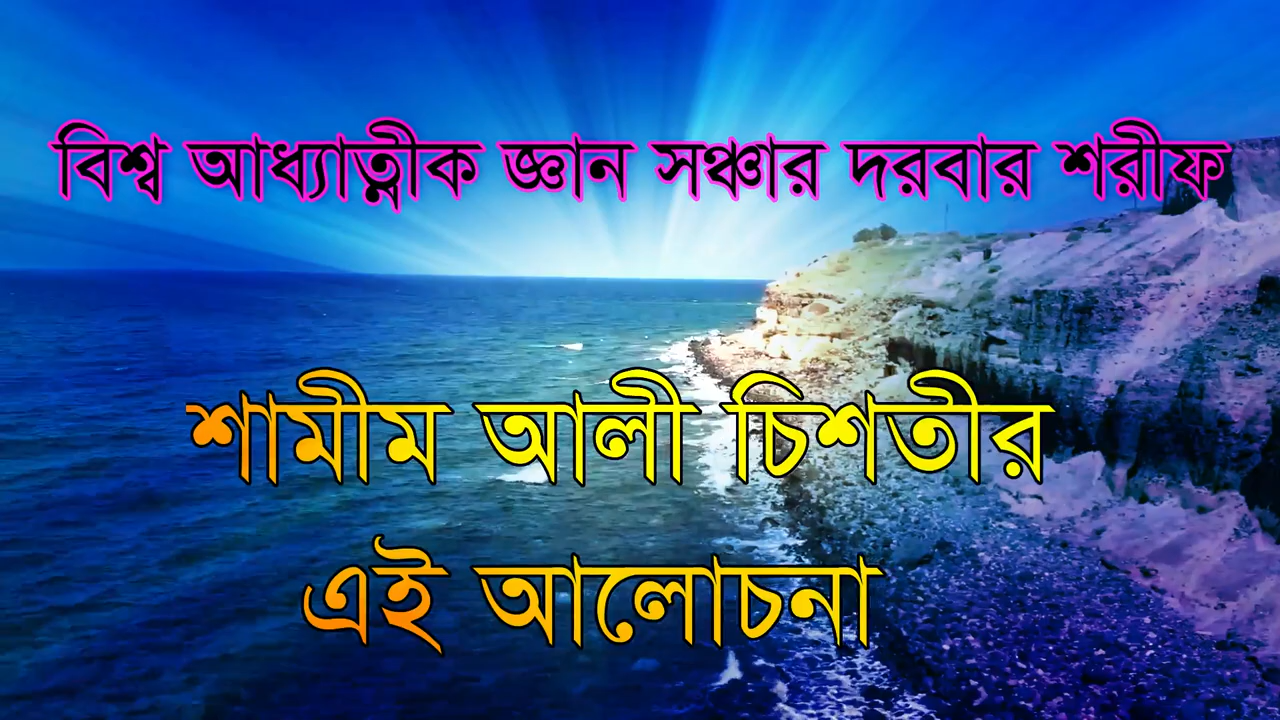 বিশ্ব আধ্যাত্নীক জ্ঞান সঞ্চার দরবার শরীফ
শামীম আলী চিশতীর
এই আলোচনা